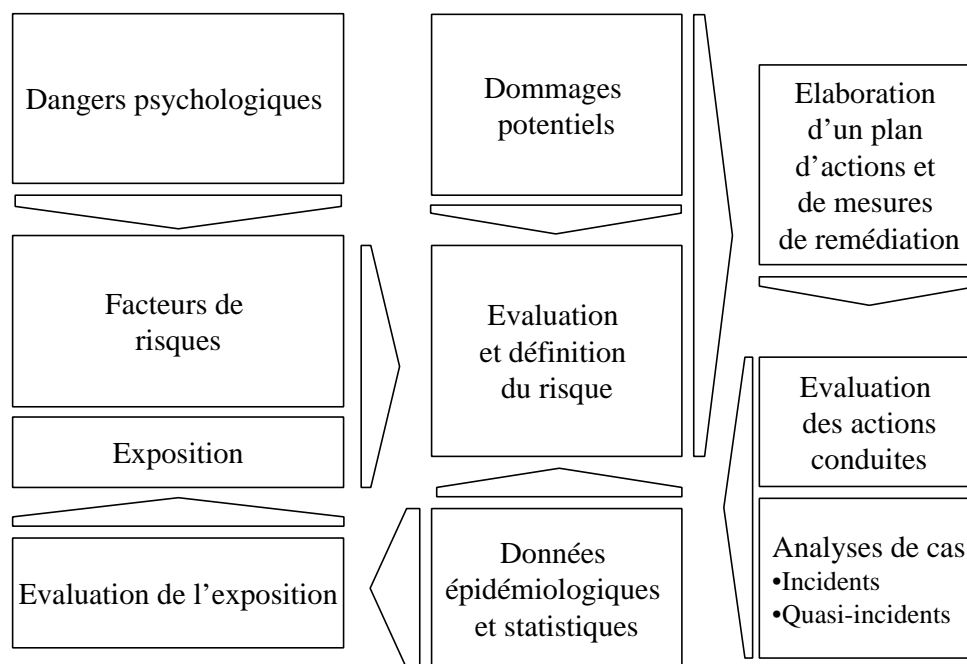 Dangers psychologiques
Facteurs de
risques
Exposition
Evaluation de l’exposition
Dommages
potentiels
Evaluation
et définition
du risque
Données
épidémiologiques
et statistiques
Elaboration
d’un plan
d’actions et
de mesures
de remédiation
Evaluation
des actions
conduites
Analyses de cas
•Incidents
•Quasi-incidents